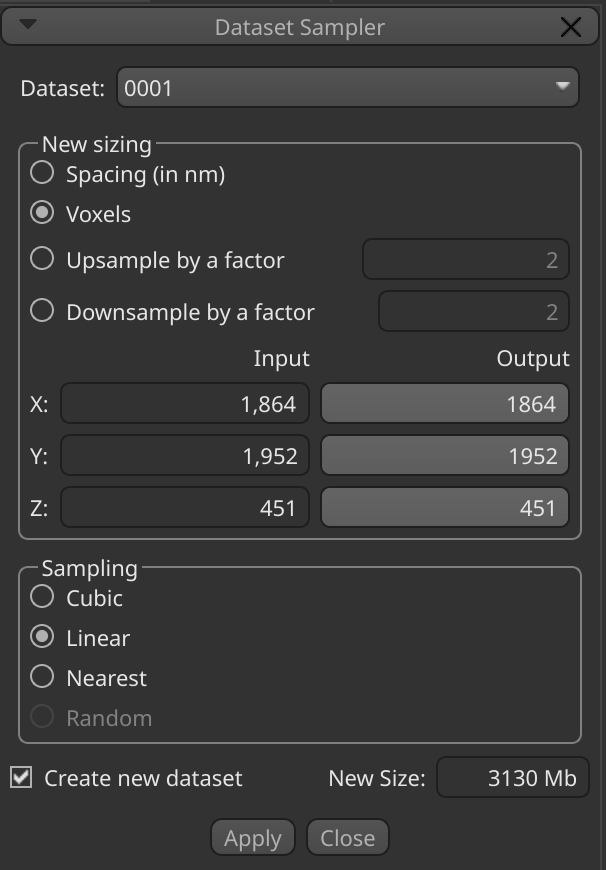 Dataset Sampler
Dataset: 0001
New sizing
Spacing (in nm)
Voxels
Upsample by a factor 2
Downsample by a factor 2
Input Output
X: 1,864 1864
Y: 1,952 1952
Z: 451 451
Sampling
Cubic
Linear
Nearest
Random
Create new dataset New Size: 3130 Mb
Apply Close